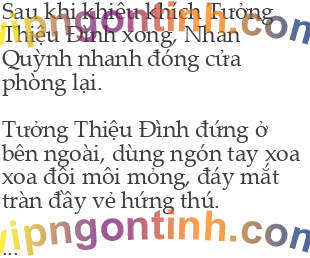 Sau khi khiêu khích Tưởng
Thiệu Đình xong, Nhan
Quỳnh nhanh đóng cửa
phòng lại.
Tưởng Thiệu Đình đứng ở
bên ngoài, dùng ngón tay xoa
xoa đôi môi mỏng, đáy mắt
tràn đầy vẻ hứng thú.
vipngontinh.com
vipngontinh.com
...